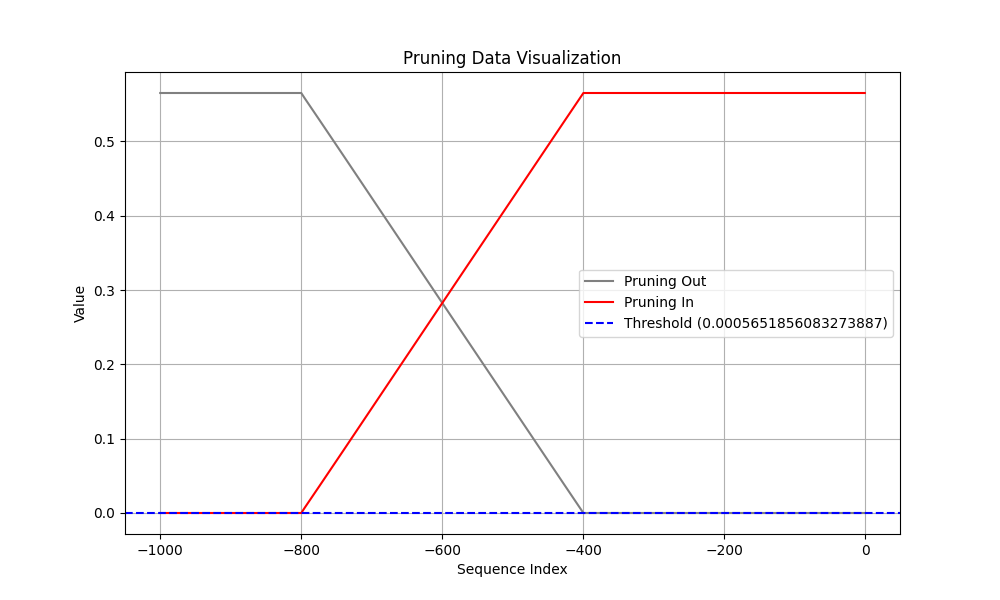 Pruning Data Visualization
Value
0.5
0.4
0.3
0.2
0.1
0.0
Pruning Out
Pruning In
Threshold (0.0005651856083273887)
−1000
−800
−600
−400
−200
0
Sequence Index